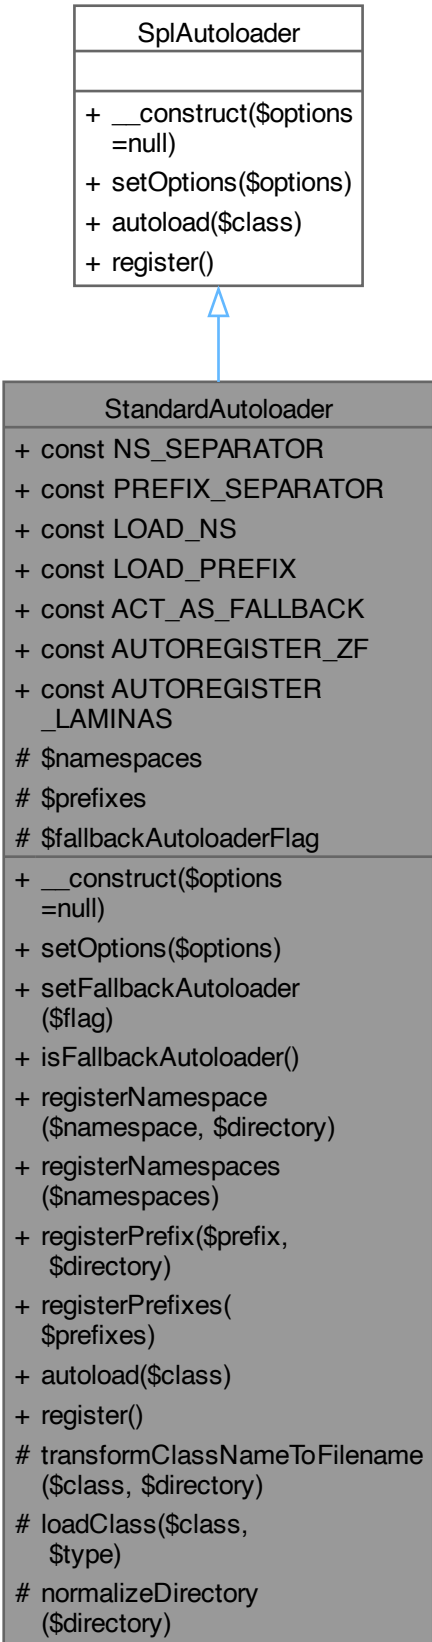 SplAutoloader
+ __construct($options
=null)
+ setOptions($options)
+ autoload($class)
+ register()
StandardAutoloader
+ const NS_SEPARATOR
+ const PREFIX_SEPARATOR
+ const LOAD_NS
+ const LOAD_PREFIX
+ const ACT_AS_FALLBACK
+ const AUTOREGISTER_ZF
+ const AUTOREGISTER
_LAMINAS
# $namespaces
# $prefixes
# $fallbackAutoloaderFlag
+ __construct($options
=null)
+ setOptions($options)
+ setFallbackAutoloader
($flag)
+ isFallbackAutoloader()
+ registerNamespace
($namespace, $directory)
+ registerNamespaces
($namespaces)
+ registerPrefix($prefix,
$directory)
+ registerPrefixes(
$prefixes)
+ autoload($class)
+ register()
# transformClassNameToFilename
($class, $directory)
# loadClass($class,
$type)
# normalizeDirectory
($directory)